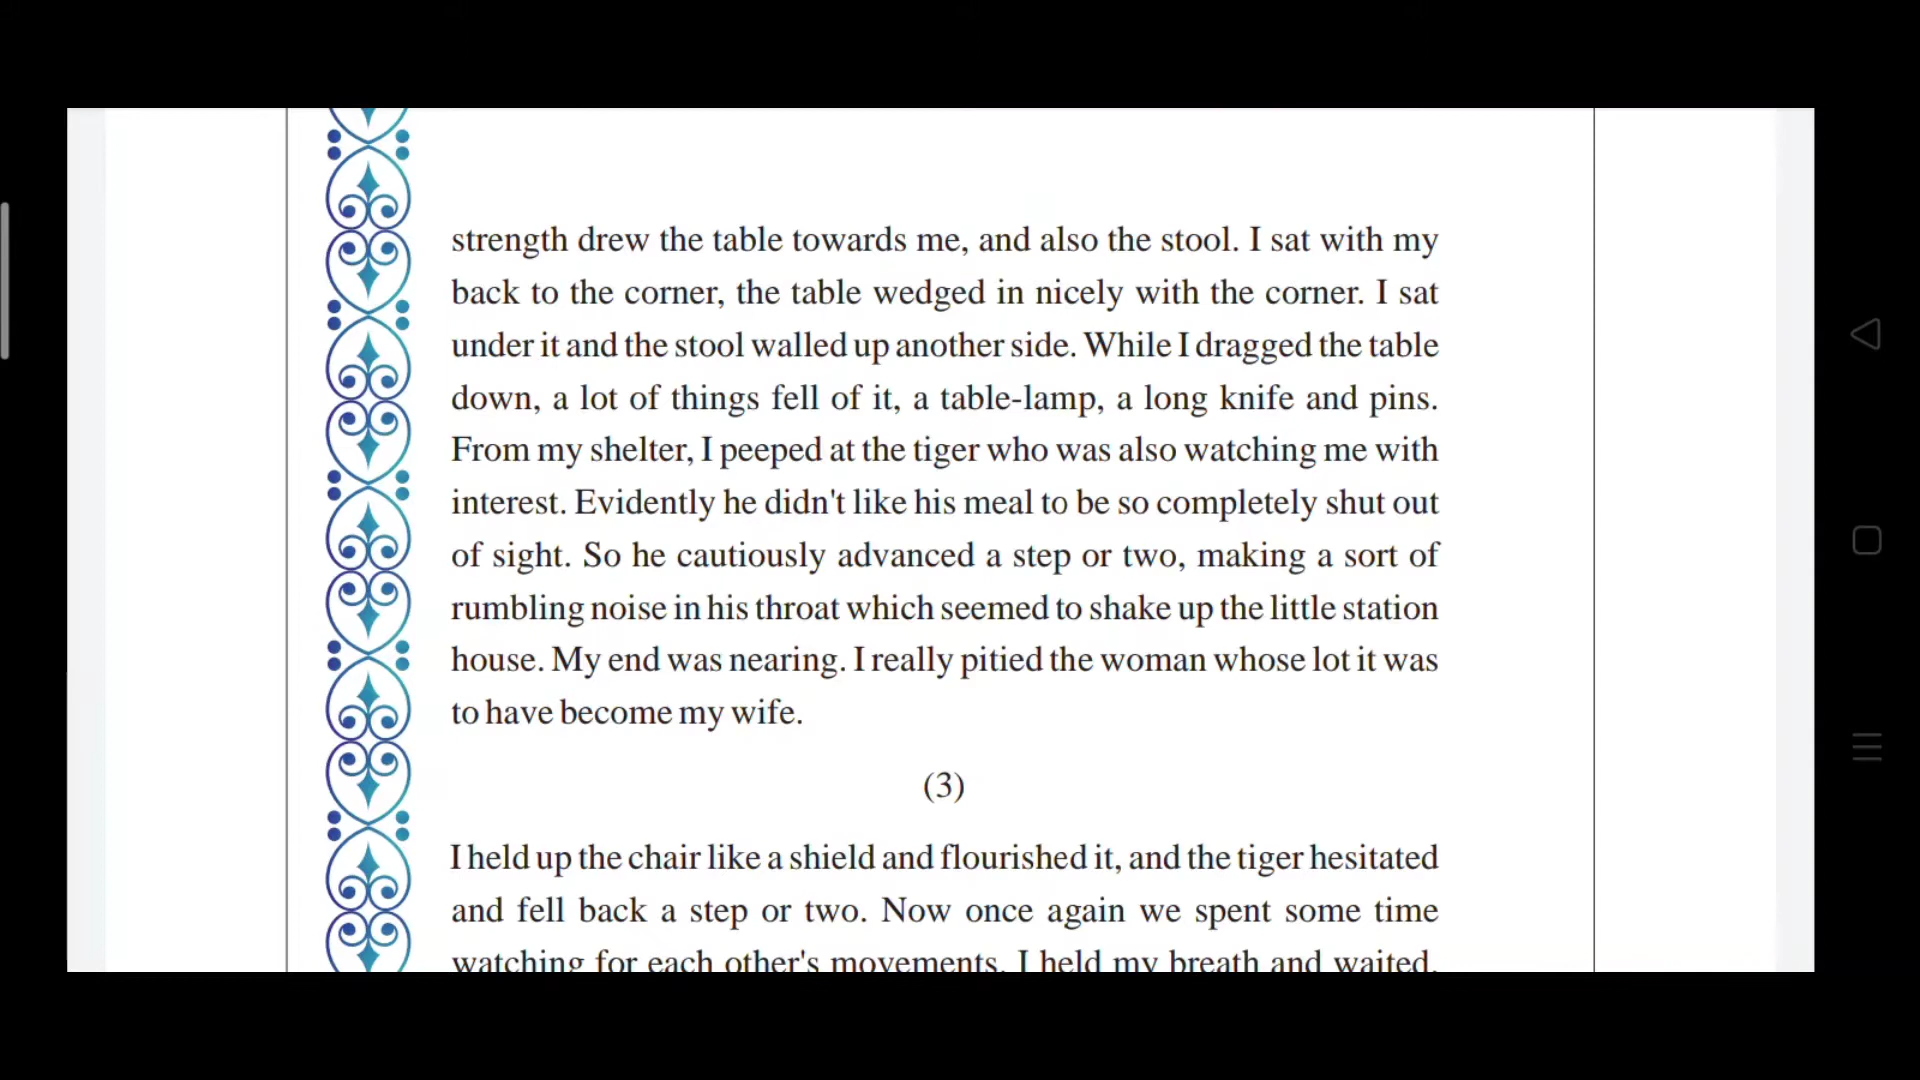 strength drew the table towards me, and also the stool. I sat with my
back to the corner, the table wedged in nicely with the corner. I sat
under it and the stool walled up another side. While I dragged the table
down, a lot of things fell of it, a table-lamp, a long knife and pins.
From my shelter, I peeped at the tiger who was also watching me with
interest. Evidently he didn't like his meal to be so completely shut out
of sight. So he cautiously advanced a step or two, making a sort of
rumbling noise in his throat which seemed to shake up the little station
house. My end was nearing. I really pitied the woman whose lot it was
to have become my wife.
(3)
I held up the chair like a shield and flourished it, and the tiger hesitated
and fell back a step or two. Now once again we spent some time
watching for each other's movements. I held my breath and waited.